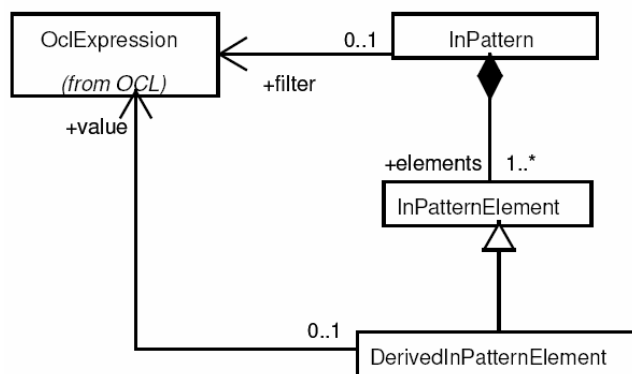 OclExpression
(from OCL)
0..1
InPattern
+filter
+value
+elements
1..*
InPatternElement
0..1
DerivedInPatternElement